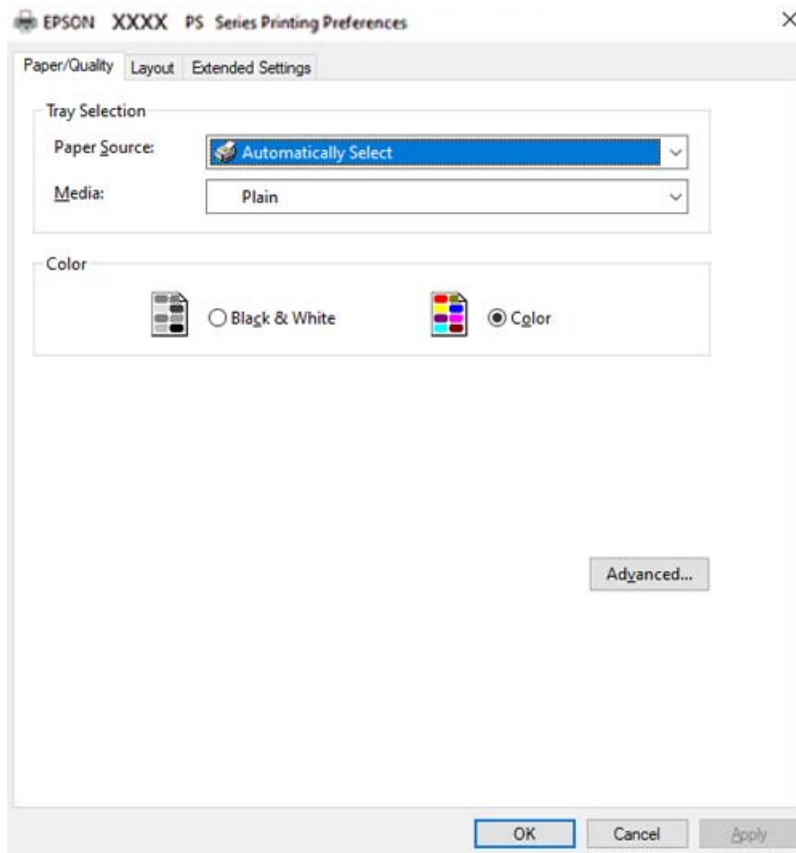 EPSON XXXX PS Series Printing Preferences
Paper/Quality Layout Extended Settings
Tray Selection
Paper Source: Automatically Select
Media: Plain
Color
Black & White Color
Advanced...
OK Cancel Apply